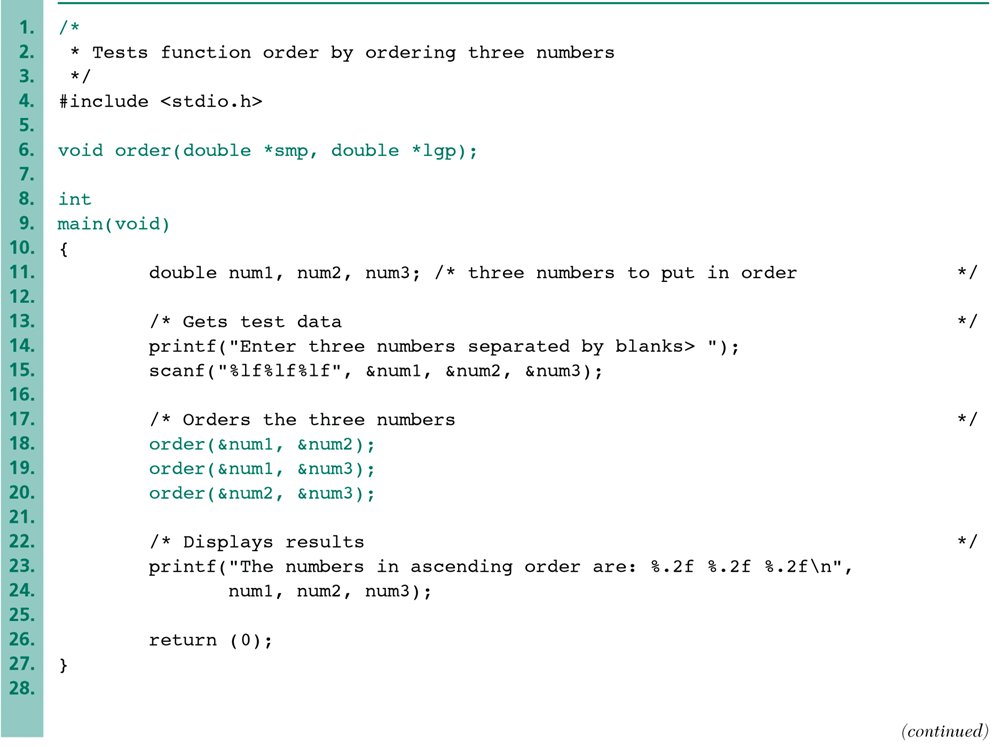 1. /*
2.  * Tests function order by ordering three numbers
3.  */
4. #include <stdio.h>
5.
6. void order(double *smp, double *lgp);
7.
8. int
9. main(void)
10. {
11.         double num1, num2, num3; /* three numbers to put in order              */
12.
13.         /* Gets test data                                                      */
14.         printf("Enter three numbers separated by blanks> ");
15.         scanf("%lf%lf%lf", &num1, &num2, &num3);
16.
17.         /* Orders the three numbers                                            */
18.         order(&num1, &num2);
19.         order(&num1, &num3);
20.         order(&num2, &num3);
21.
22.         /* Displays results                                                    */
23.         printf("The numbers in ascending order are: %.2f %.2f %.2f\n",
24.                num1, num2, num3);
25.
26.         return (0);
27. }
28.
(continued)